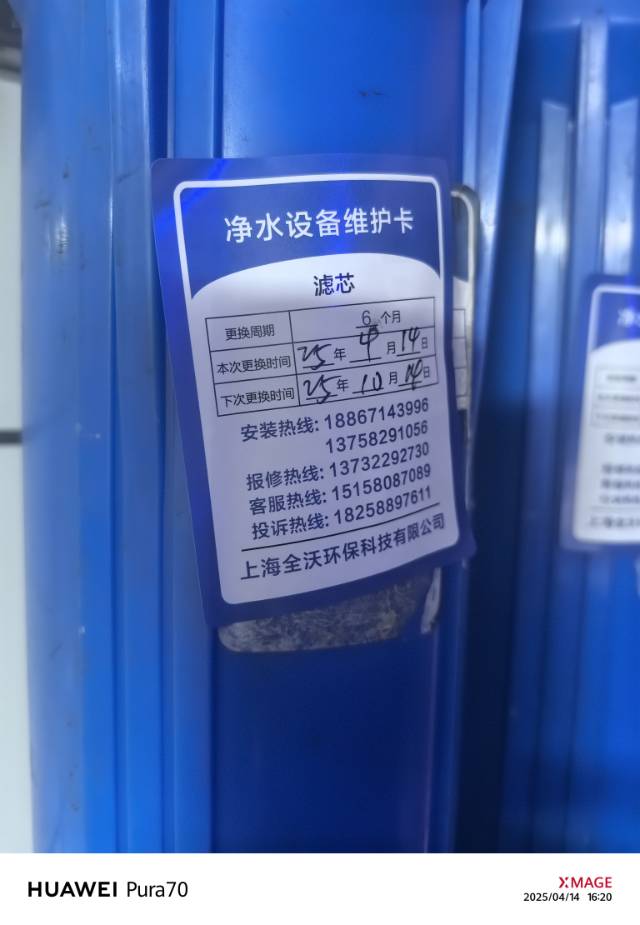 净水设备维护卡
滤芯
更换周期 6 个月
本次更换时间 25 年 4 月 14 日
下次更换时间 25 年 10 月 14 日
安装热线: 18867143996
13758291056
报修热线: 13732292730
客服热线: 15158087089
投诉热线: 18258897611
上海全沃环保科技有限公司
HUAWEI Pura70
XMAGE
2025/04/14 16:20